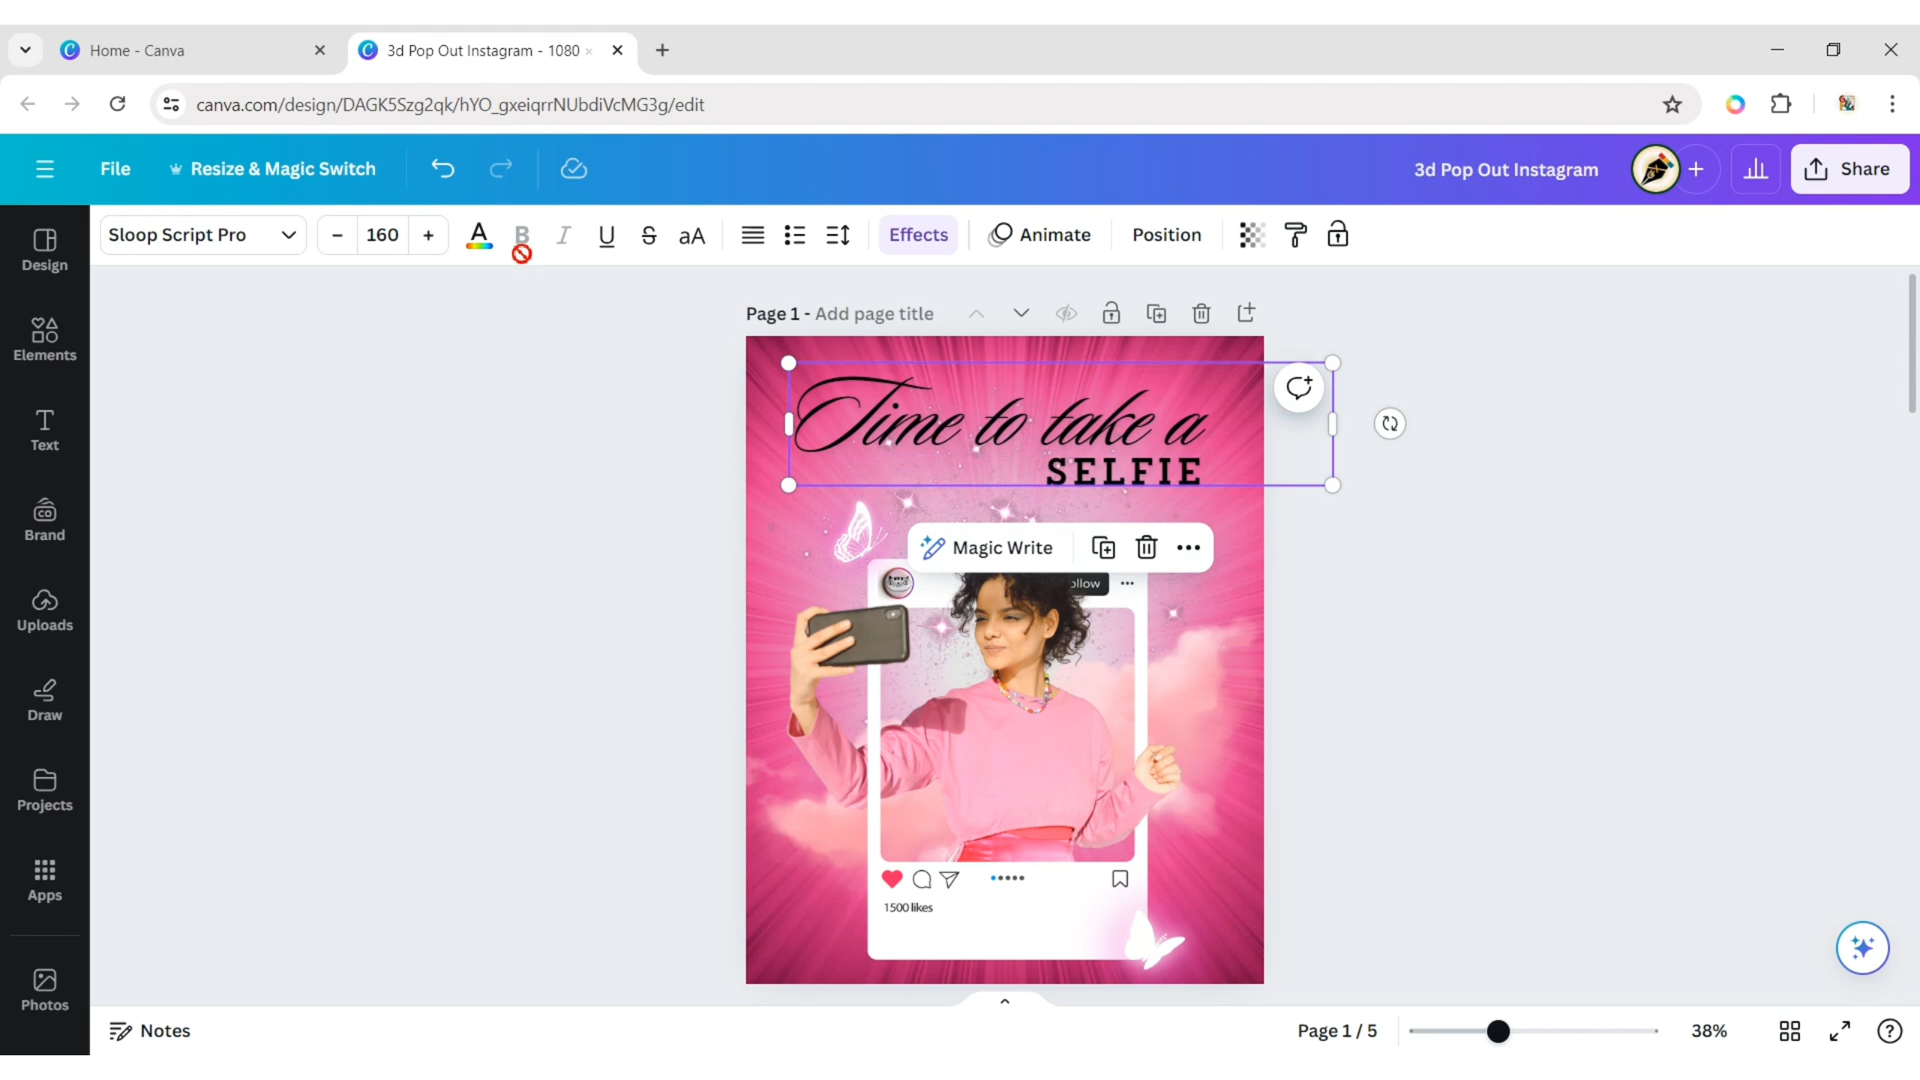 Home - Canva
3d Pop Out Instagram - 1080
canva.com/design/DAGK5Szg2qk/hYO_gxeiqrrNUbdiVcMG3g/edit
File
Resize & Magic Switch
3d Pop Out Instagram
Share
Sloop Script Pro
- 160 +
A
B
I
U
S
aA
Effects
Animate
Position
Design
Elements
Text
Brand
Uploads
Draw
Projects
Apps
Photos
Page 1 - Add page title
Time to take a
SELFIE
Magic Write
ollow
1500 likes
Notes
Page 1 / 5
38%